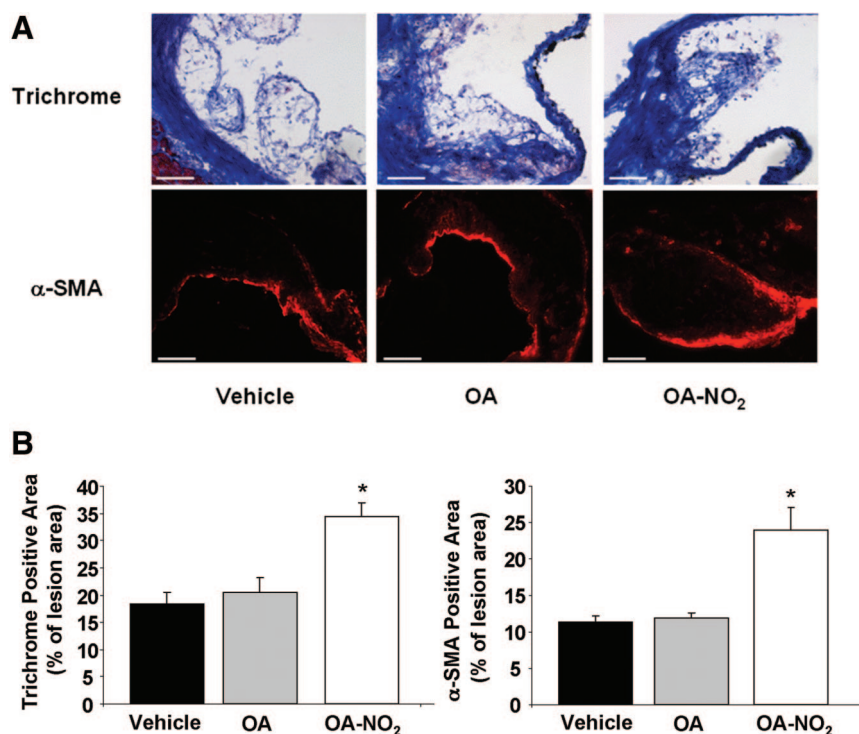 A
Trichrome
α-SMA
Vehicle OA OA-NO₂
B
Trichrome Positive Area
(% of lesion area)
40
35
30
25
20
15
10
5
0
Vehicle OA OA-NO₂
*
α-SMA Positive Area
(% of lesion area)
30
25
20
15
10
5
0
Vehicle OA OA-NO₂
*